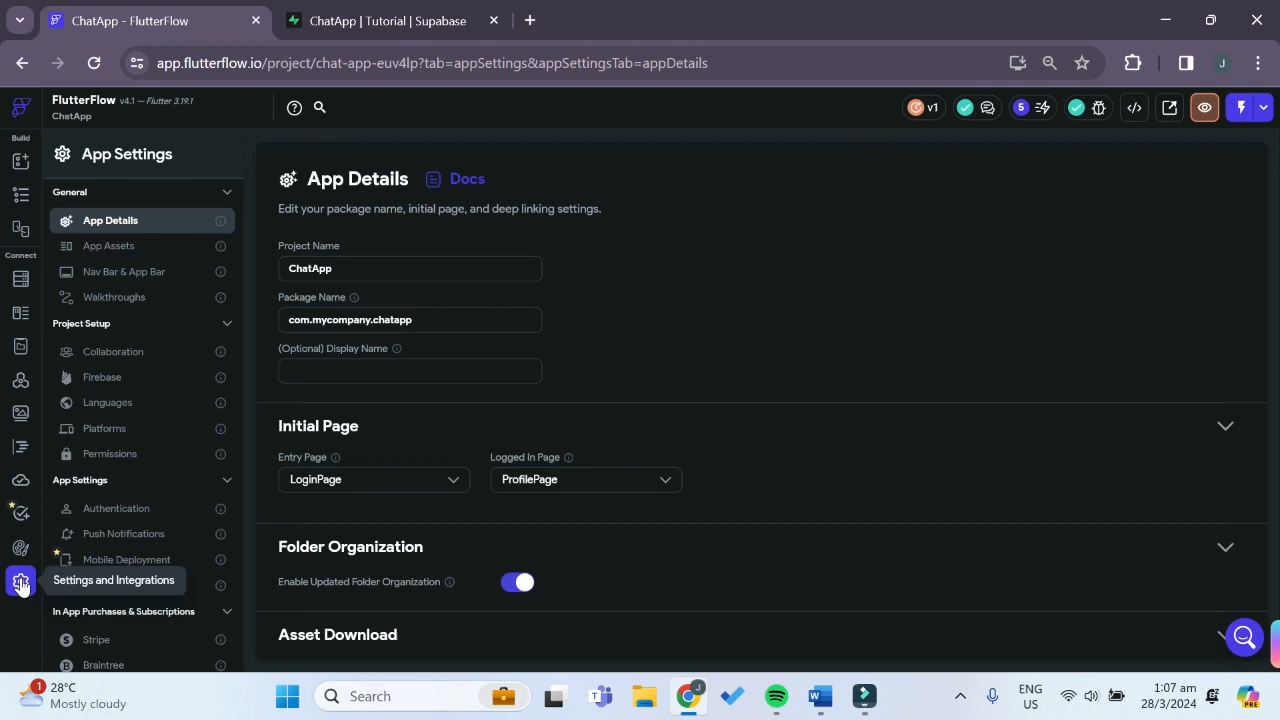 ChatApp - FlutterFlow
ChatApp | Tutorial | Supabase
app.flutterflow.io/project/chat-app-euv4lp?tab=appSettings&appSettingsTab=appDetails
J
FlutterFlow v4.1 — Flutter 3.19.1
ChatApp
v1
5
Build
Connect
App Settings
General
App Details
App Assets
Nav Bar & App Bar
Walkthroughs
Project Setup
Collaboration
Firebase
Languages
Platforms
Permissions
App Settings
Authentication
Push Notifications
Mobile Deployment
Settings and Integrations
In App Purchases & Subscriptions
Stripe
Braintree
App Details
Docs
Edit your package name, initial page, and deep linking settings.
Project Name
ChatApp
Package Name
com.mycompany.chatapp
(Optional) Display Name
Initial Page
Entry Page
Logged In Page
LoginPage
ProfilePage
Folder Organization
Enable Updated Folder Organization
Asset Download
1
28°C
Mostly cloudy
Search
J
ENG
US
1:07 am
28/3/2024
PRE